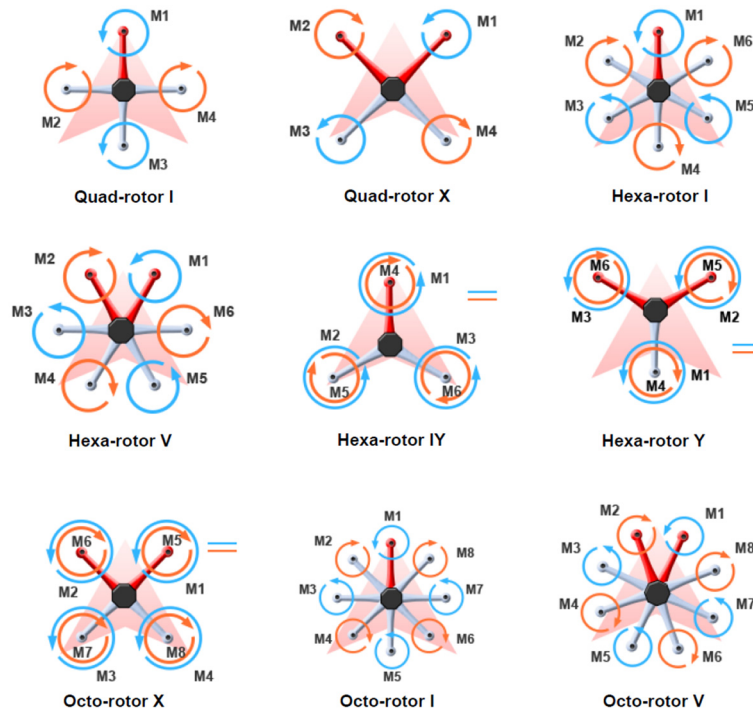 M1
M2
M4
M3
Quad-rotor I
M2
M1
M3
M4
Quad-rotor X
M1
M2
M6
M3
M5
M4
Hexa-rotor I
M2
M1
M3
M6
M4
M5
Hexa-rotor V
M4
M1
M2
M3
M5
M6
Hexa-rotor IY
M6
M5
M3
M2
M4
M1
Hexa-rotor Y
M6
M5
M2
M1
M7
M8
M3
M4
Octo-rotor X
M1
M2
M8
M3
M7
M4
M6
M5
Octo-rotor I
M2
M1
M3
M8
M4
M7
M5
M6
Octo-rotor V